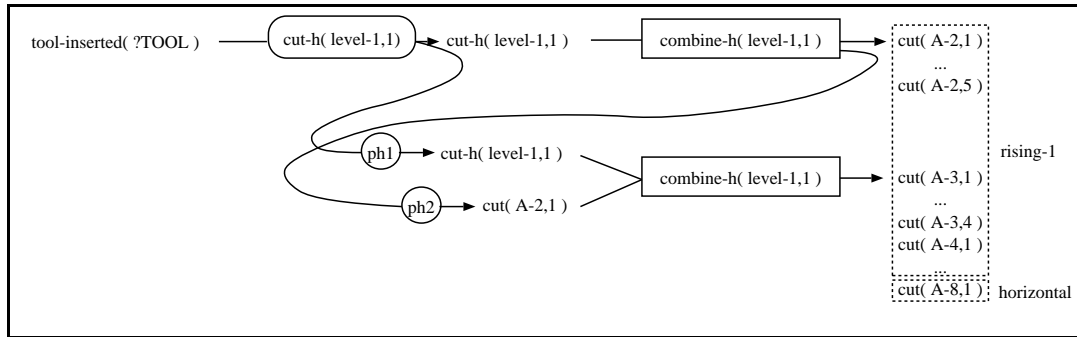 tool-inserted( ?TOOL )
cut-h( level-1,1)
cut-h( level-1,1 )
combine-h( level-1,1 )
cut( A-2,1 )
...
cut( A-2,5 )
ph1
cut-h( level-1,1 )
ph2
cut( A-2,1 )
combine-h( level-1,1 )
cut( A-3,1 )
...
cut( A-3,4 )
cut( A-4,1 )
...
rising-1
cut( A-8,1 )
horizontal